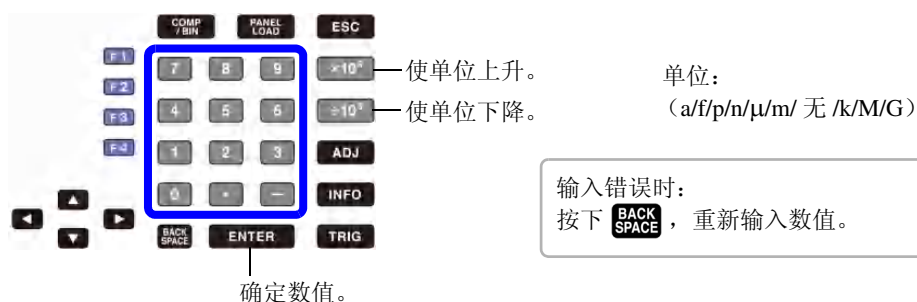 COMP / BIN PANEL LOAD ESC
F1
7 8 9 ×10³ 使单位上升。
F2
4 5 6 ÷10³ 使单位下降。
F3
F4
1 2 3 ADJ
0 . − INFO
BACK SPACE ENTER TRIG
确定数值。
单位：
（a/f/p/n/μ/m/ 无 /k/M/G）
输入错误时：
按下 BACK SPACE ，重新输入数值。